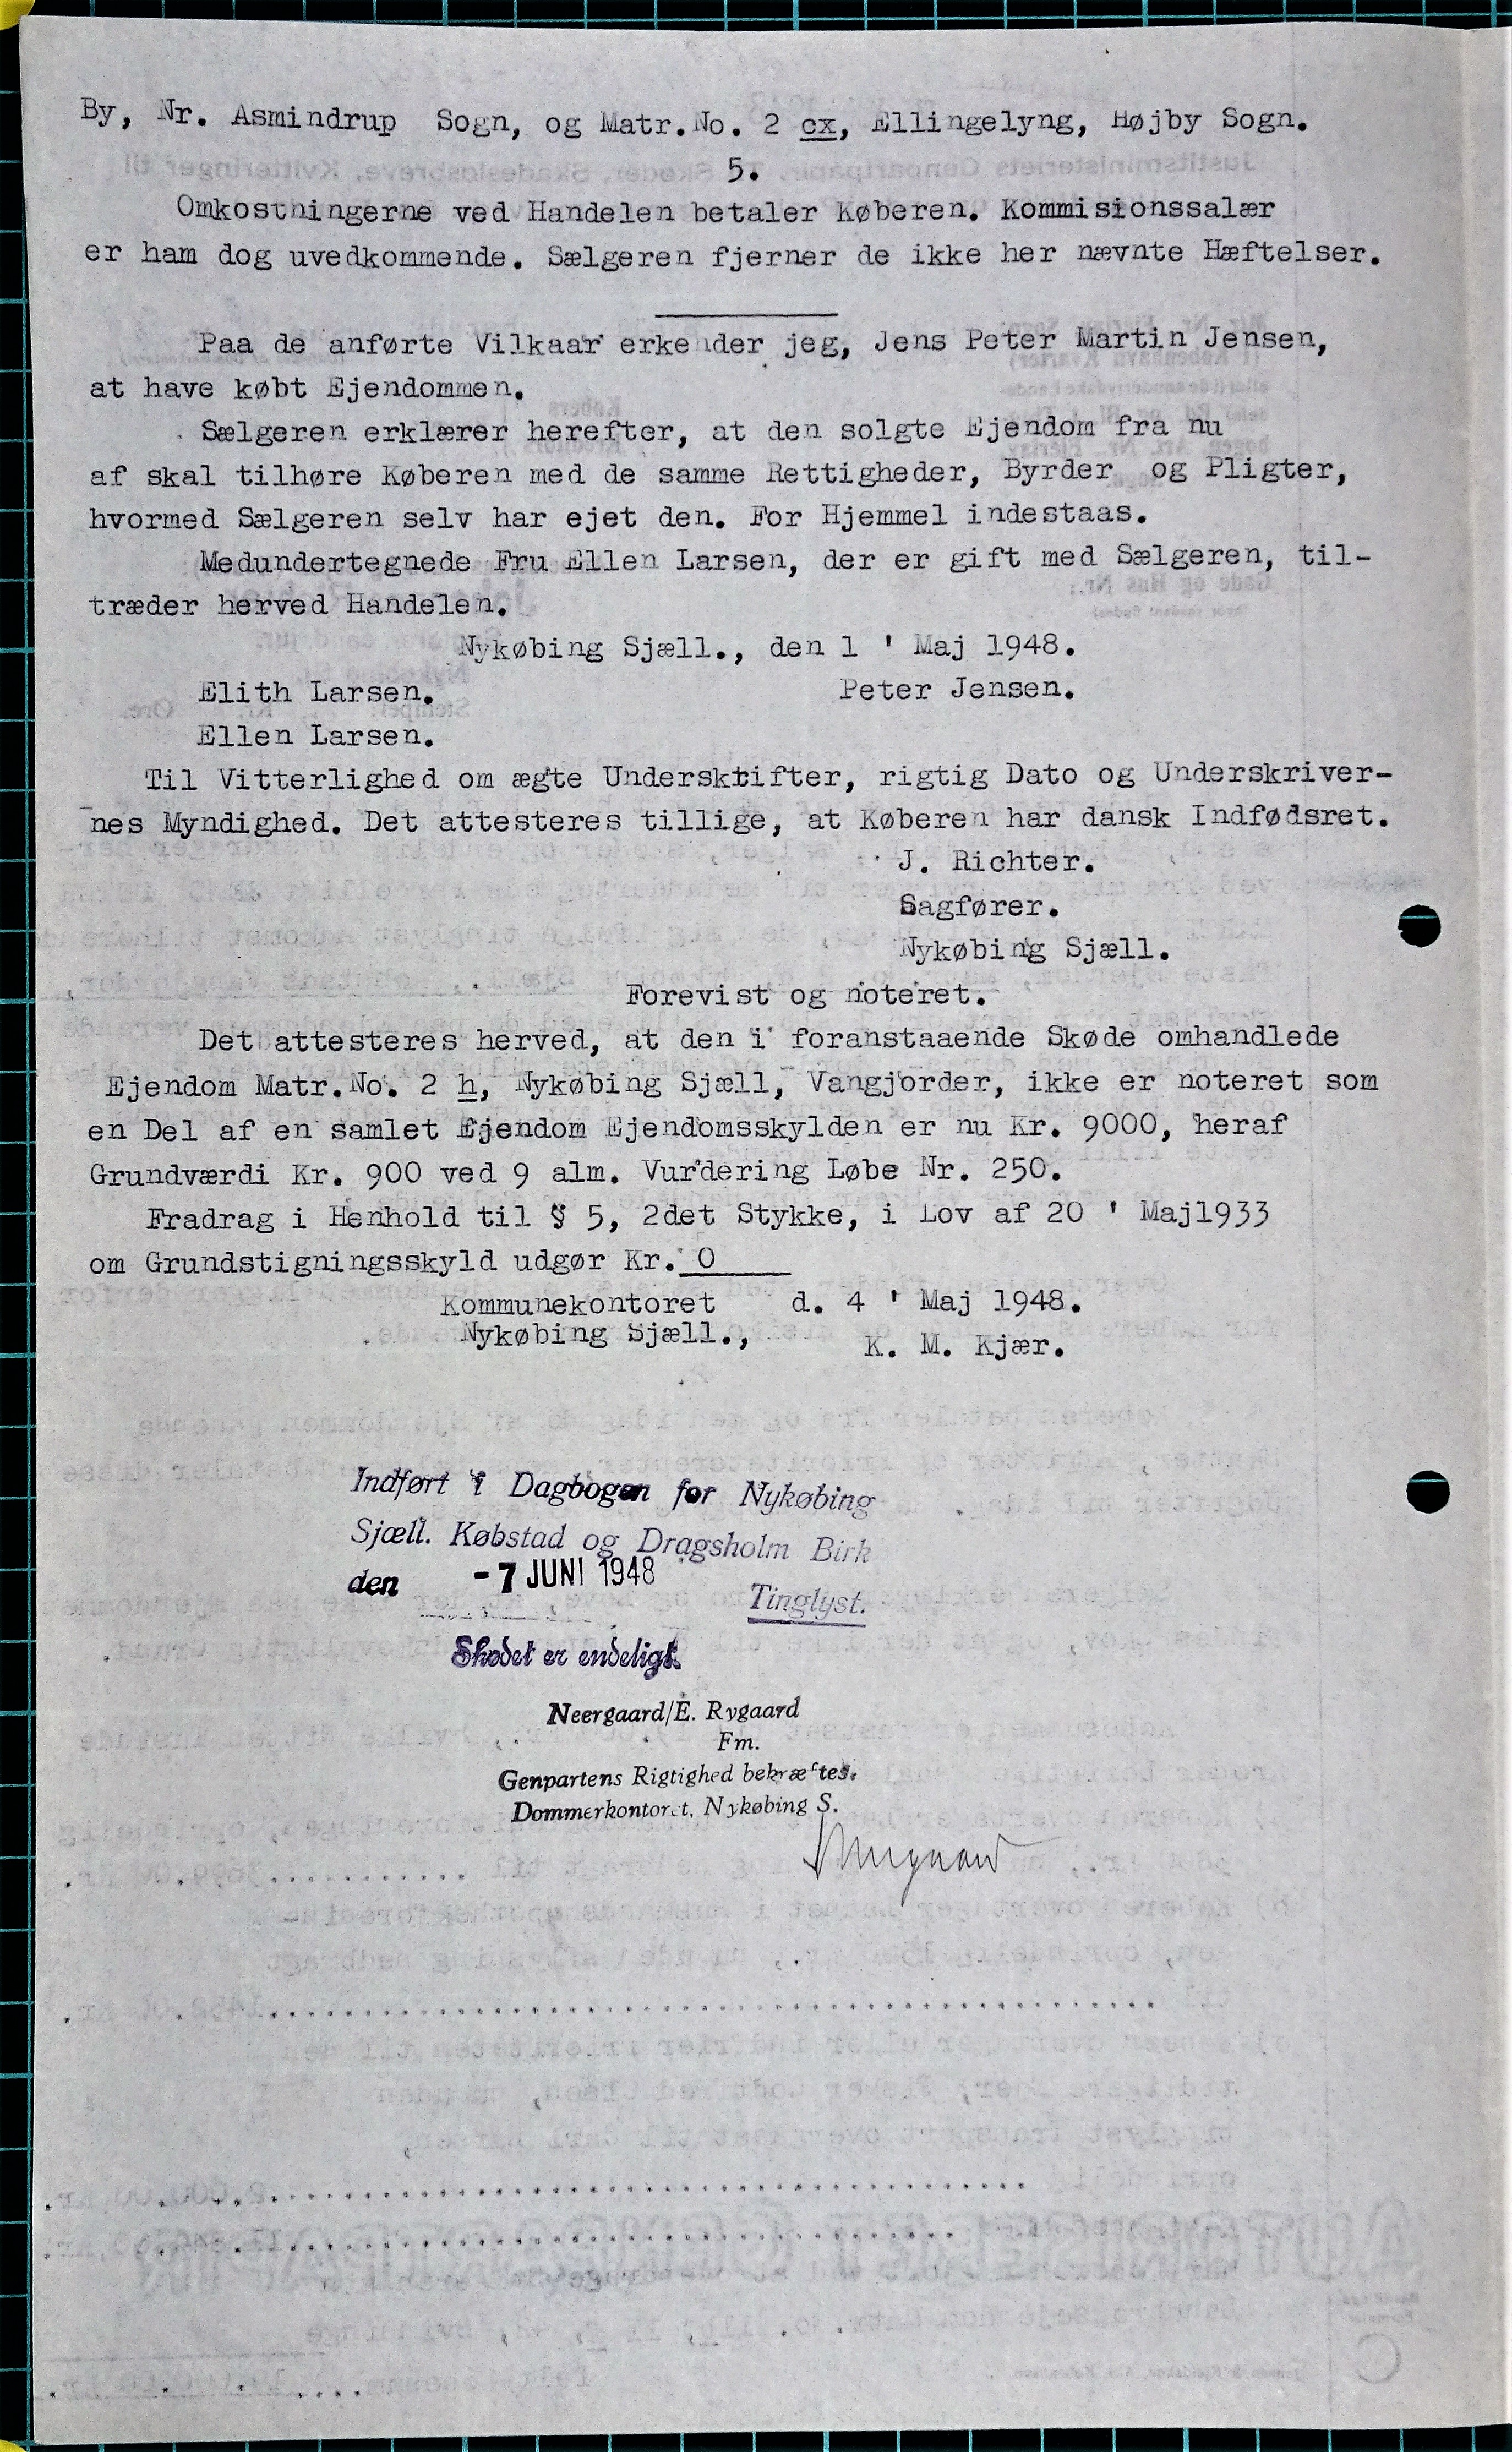 By, Nr. Asmindrup Sogn, og Matr.No. 2 cx, Ellingelyng, Højby Sogn.
5.
Omkostningerne ved Handelen betaler Køberen. Kommisionssalær
er ham dog uvedkommende. Sælgeren fjerner de ikke her nævnte Hæftelser.
Paa de anførte Vilkaar erkender jeg, Jens Peter Martin Jensen,
at have købt Ejendommen.
Sælgeren erklærer herefter, at den solgte Ejendom fra nu
af skal tilhøre Køberen med de samme Rettigheder, Byrder og Pligter,
hvormed Sælgeren selv har ejet den. For Hjemmel indestaas.
Medundertegnede Fru Ellen Larsen, der er gift med Sælgeren, til-
træder herved Handelen.
Nykøbing Sjæll., den 1 ' Maj 1948.
Elith Larsen. Peter Jensen.
Ellen Larsen.
Til Vitterlighed om ægte Undersktifter, rigtig Dato og Underskriver-
nes Myndighed. Det attesteres tillige, at Køberen har dansk Indfødsret.
J. Richter.
Sagfører.
Nykøbing Sjæll.
Forevist og noteret.
Det attesteres herved, at den i foranstaaende Skøde omhandlede
Ejendom Matr.No. 2 h, Nykøbing Sjæll, Vangjorder, ikke er noteret som
en Del af en samlet Ejendom Ejendomsskylden er nu Kr. 9000, heraf
Grundværdi Kr. 900 ved 9 alm. Vurdering Løbe Nr. 250.
Fradrag i Henhold til § 5, 2det Stykke, i Lov af 20 ' Maj1933
om Grundstigningsskyld udgør Kr. 0
Kommunekontoret d. 4 ' Maj 1948.
Nykøbing Sjæll.,
K. M. Kjær.
Indført i Dagbogen for Nykøbing
Sjæll. Købstad og Dragsholm Birk
den -7 JUNI 1948
Tinglyst.
Skødet er endeligt.
Neergaard/E. Rygaard
Fm.
Genpartens Rigtighed bekræftes.
Dommerkontoret, Nykøbing S.